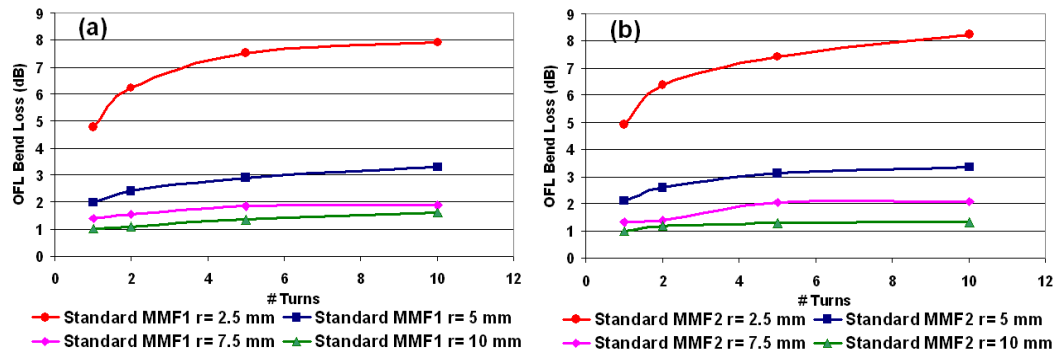 (a)
OFL Bend Loss (dB)
9
8
7
6
5
4
3
2
1
0
0 2 4 6 8 10 12
# Turns
Standard MMF1 r= 2.5 mm
Standard MMF1 r= 5 mm
Standard MMF1 r= 7.5 mm
Standard MMF1 r= 10 mm
(b)
OFL Bend Loss (dB)
9
8
7
6
5
4
3
2
1
0
0 2 4 6 8 10 12
# Turns
Standard MMF2 r= 2.5 mm
Standard MMF2 r= 5 mm
Standard MMF2 r= 7.5 mm
Standard MMF2 r= 10 mm